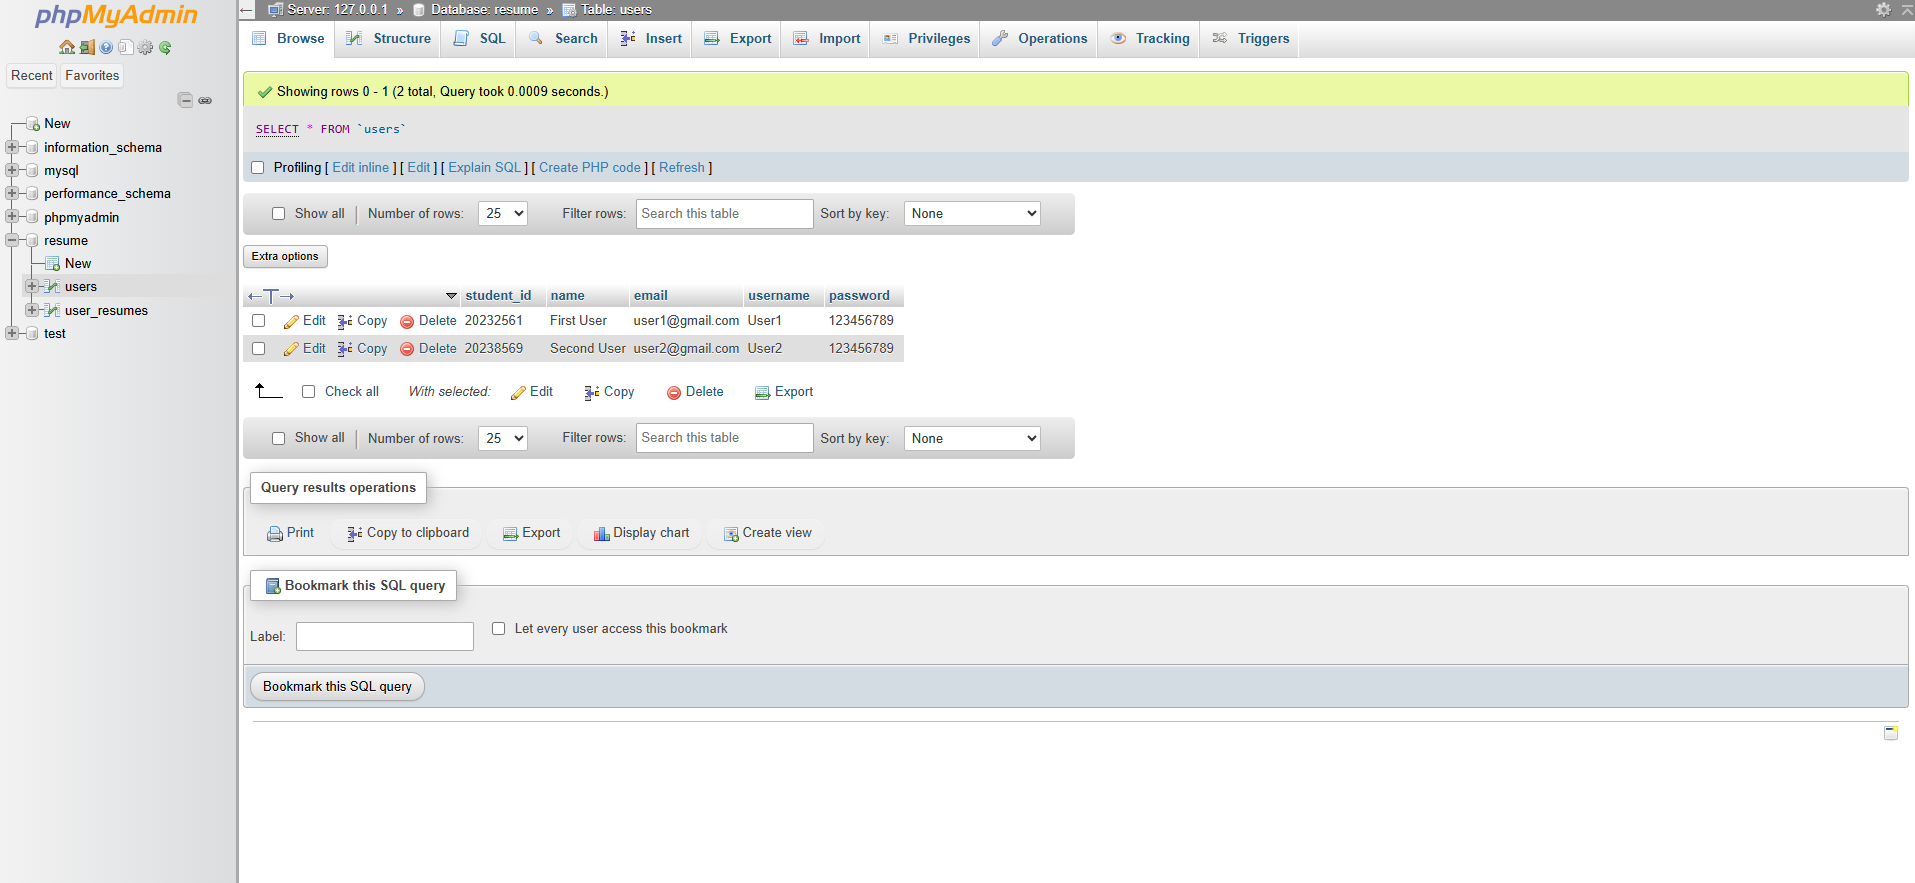 phpMyAdmin
Recent Favorites
New
information_schema
mysql
performance_schema
phpmyadmin
resume
New
users
user_resumes
test
Server: 127.0.0.1 » Database: resume » Table: users
Browse Structure SQL Search Insert Export Import Privileges Operations Tracking Triggers
Showing rows 0 - 1 (2 total, Query took 0.0009 seconds.)
SELECT * FROM `users`
Profiling [ Edit inline ] [ Edit ] [ Explain SQL ] [ Create PHP code ] [ Refresh ]
Show all | Number of rows: 25 Filter rows: Search this table Sort by key: None
Extra options
←T→ student_id name email username password
Edit Copy Delete 20232561 First User user1@gmail.com User1 123456789
Edit Copy Delete 20238569 Second User user2@gmail.com User2 123456789
Check all With selected: Edit Copy Delete Export
Show all | Number of rows: 25 Filter rows: Search this table Sort by key: None
Query results operations
Print Copy to clipboard Export Display chart Create view
Bookmark this SQL query
Label: Let every user access this bookmark
Bookmark this SQL query